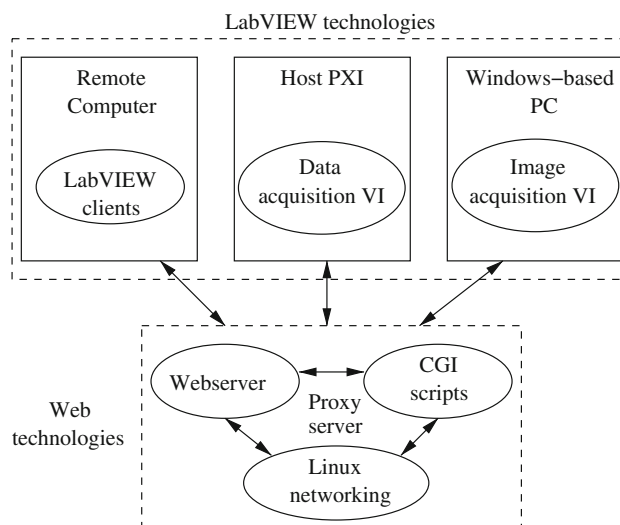 LabVIEW technologies
Remote
Computer
LabVIEW
clients
Host PXI
Data
acquisition VI
Windows−based
PC
Image
acquisition VI
Web
technologies
Webserver
CGI
scripts
Proxy
server
Linux
networking